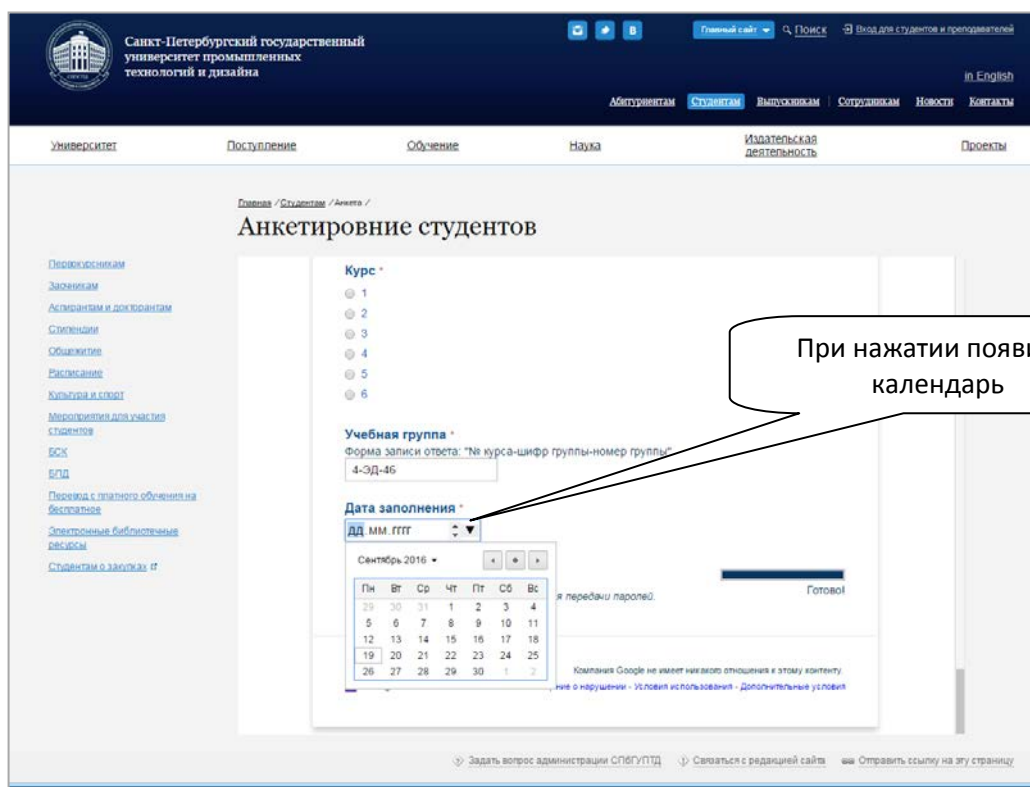 Санкт-Петербургский государственный
университет промышленных
технологий и дизайна
Главный сайт
Поиск
Вход для студентов и преподавателей
in English
Абитуриентам
Студентам
Выпускникам
Сотрудникам
Новости
Контакты
Университет
Поступление
Обучение
Наука
Издательская
деятельность
Проекты
Главная / Студентам / Анкета /
Анкетировние студентов
Первокурсникам
Заочникам
Аспирантам и докторантам
Стипендии
Общежитие
Расписание
Культура и спорт
Мероприятия для участия
студентов
БСК
БПД
Перевод с платного обучения на
бесплатное
Электронные библиотечные
ресурсы
Студентам о закупках
Курс *
1
2
3
4
5
6
При нажатии появи
календарь
Учебная группа *
Форма записи ответа: "№ курса-шифр группы-номер группы"
4-ЭД-46
Дата заполнения *
дд.мм.гггг
Сентябрь 2016
Пн Вт Ср Чт Пт Сб Вс
29 30 31 1 2 3 4
5 6 7 8 9 10 11
12 13 14 15 16 17 18
19 20 21 22 23 24 25
26 27 28 29 30 1 2
я передачи паролей.
Готово!
Компания Google не имеет никакого отношения к этому контенту.
ние о нарушении - Условия использования - Дополнительные условия
Задать вопрос администрации СПбГУПТД
Связаться с редакцией сайта
Отправить ссылку на эту страницу